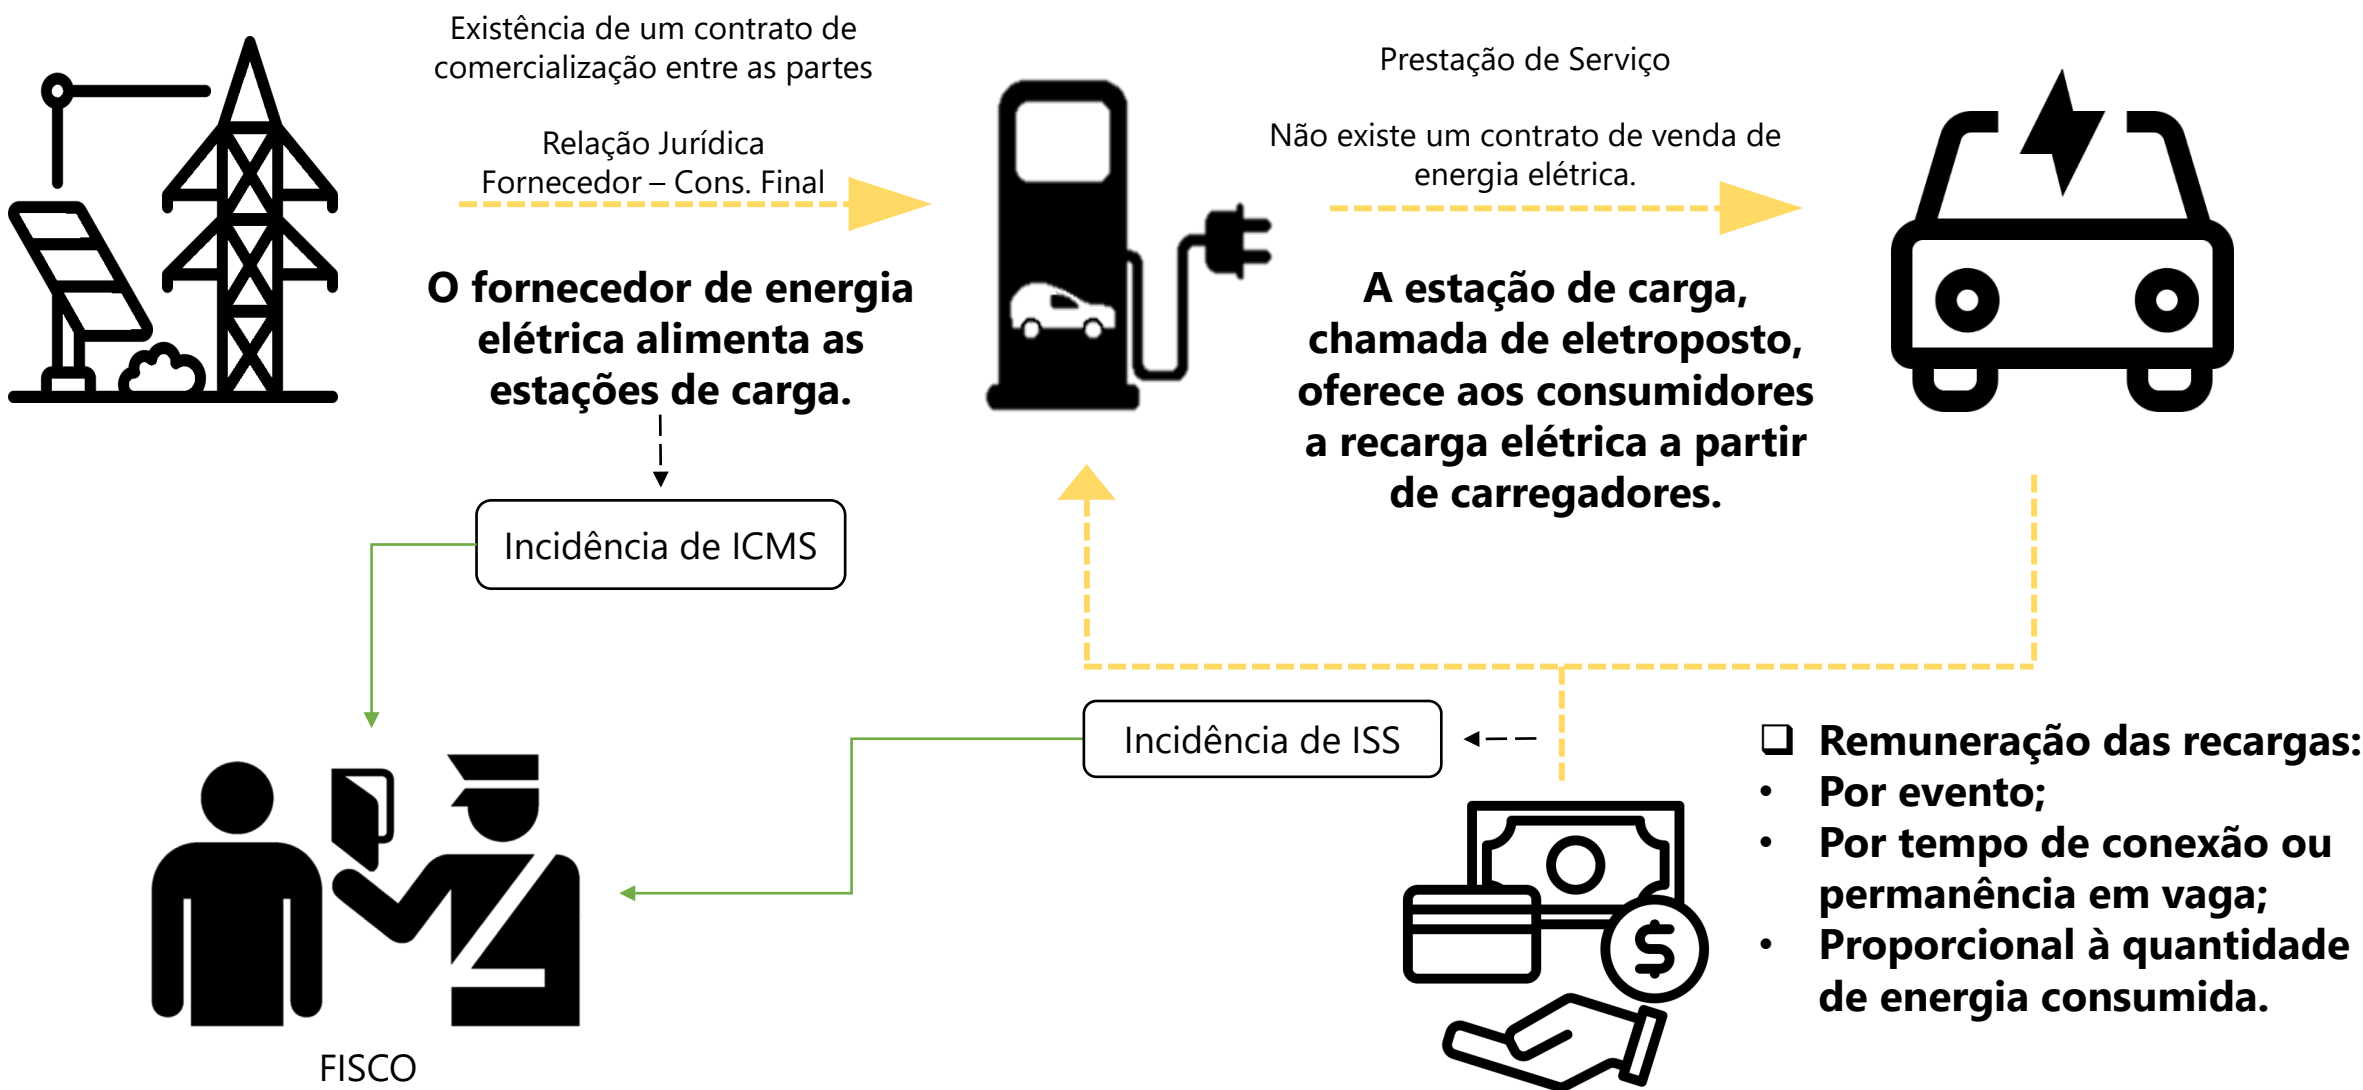 Existência de um contrato de
comercialização entre as partes
Relação Jurídica
Fornecedor – Cons. Final
O fornecedor de energia
elétrica alimenta as
estações de carga.
Prestação de Serviço
Não existe um contrato de venda de
energia elétrica.
A estação de carga,
chamada de eletroposto,
oferece aos consumidores
a recarga elétrica a partir
de carregadores.
Incidência de ICMS
Incidência de ISS
❑ Remuneração das recargas:
• Por evento;
• Por tempo de conexão ou
permanência em vaga;
• Proporcional à quantidade
de energia consumida.
$
FISCO